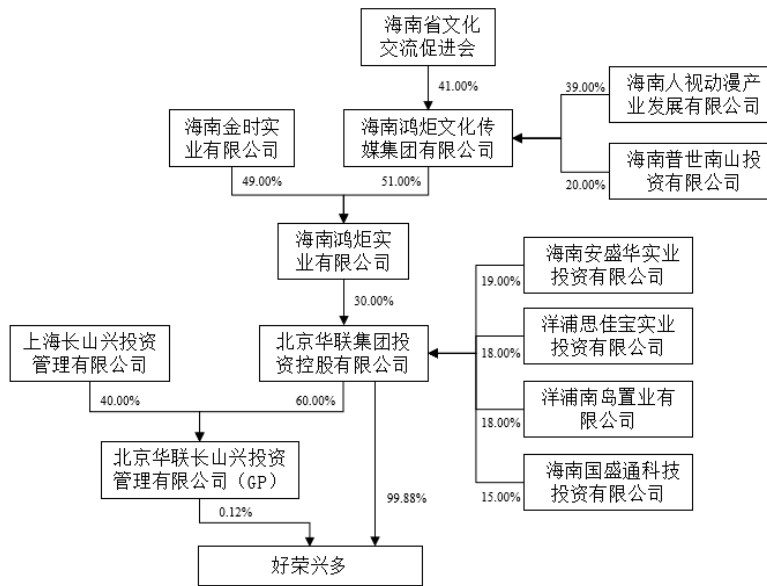 海南省文化
交流促进会
41.00%
39.00%
海南人视动漫产
业发展有限公司
海南金时实
业有限公司
海南鸿炬文化传
媒集团有限公司
海南普世南山投
资有限公司
20.00%
49.00%
51.00%
海南鸿炬实
业有限公司
海南安盛华实业
投资有限公司
19.00%
30.00%
上海长山兴投资
管理有限公司
北京华联集团投
资控股有限公司
洋浦思佳宝实业
投资有限公司
18.00%
40.00%
60.00%
洋浦南岛置业有
限公司
18.00%
北京华联长山兴投资
管理有限公司（GP）
海南国盛通科技
投资有限公司
15.00%
99.88%
0.12%
好荣兴多